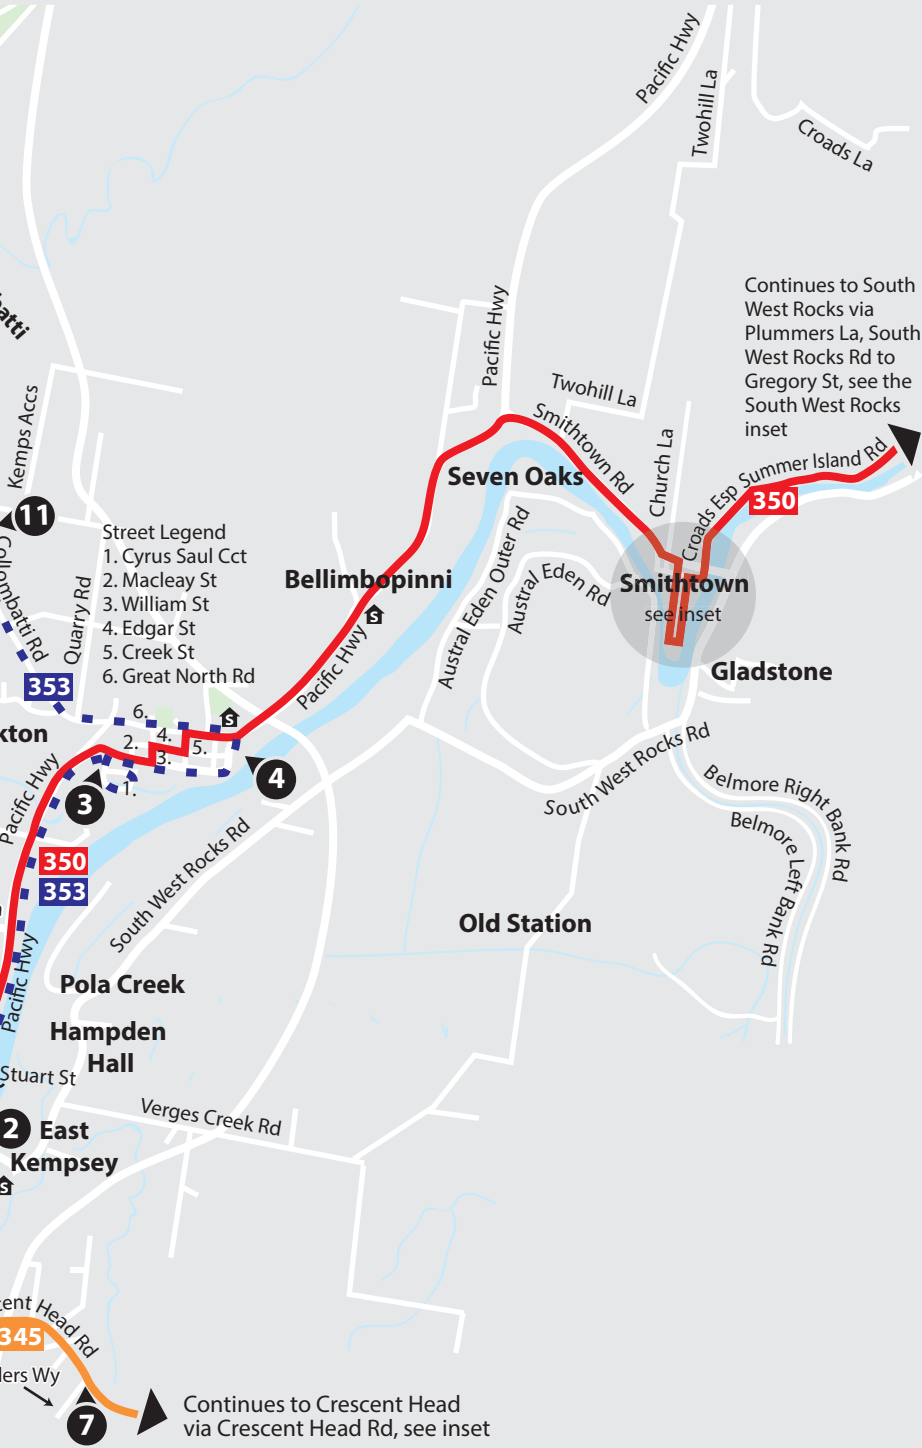 Pacific Hwy
Twohill La
Croads La
Continues to South
West Rocks via
Plummers La, South
West Rocks Rd to
Gregory St, see the
South West Rocks
inset
Pacific Hwy
Twohill La
Smithtown Rd
Church La
Croads Esp
Summer Island Rd
350
Kemps Accs
11
Seven Oaks
Street Legend
1. Cyrus Saul Cct
2. Macleay St
3. William St
4. Edgar St
5. Creek St
6. Great North Rd
Quarry Rd
Collombatti Rd
Bellimbopinni
S
Austral Eden Outer Rd
Austral Eden Rd
Smithtown
see inset
Gladstone
353
Pacific Hwy
6.
S
4.
2.
5.
3.
1.
4
3
Pacific Hwy
South West Rocks Rd
Belmore Right Bank Rd
Belmore Left Bank Rd
350
353
South West Rocks Rd
Old Station
Pacific Hwy
Pola Creek
Hampden
Hall
Stuart St
Verges Creek Rd
2
East
Kempsey
S
Head Rd
345
Wy
7
Continues to Crescent Head
via Crescent Head Rd, see inset